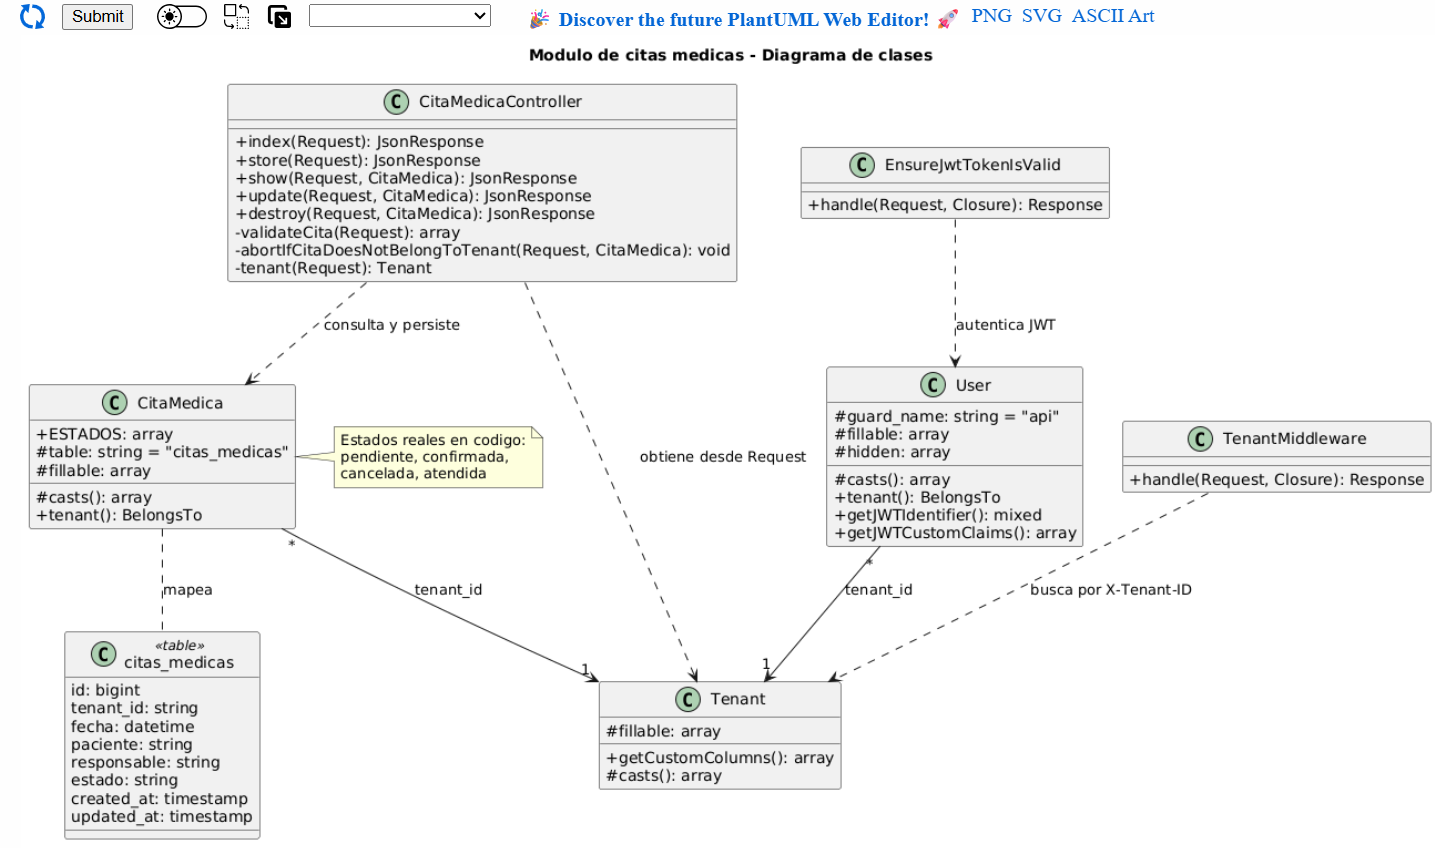 Submit
Discover the future PlantUML Web Editor!
PNG SVG ASCII Art
Modulo de citas medicas - Diagrama de clases
C CitaMedicaController
+index(Request): JsonResponse
+store(Request): JsonResponse
+show(Request, CitaMedica): JsonResponse
+update(Request, CitaMedica): JsonResponse
+destroy(Request, CitaMedica): JsonResponse
-validateCita(Request): array
-abortIfCitaDoesNotBelongToTenant(Request, CitaMedica): void
-tenant(Request): Tenant
C EnsureJwtTokenIsValid
+handle(Request, Closure): Response
consulta y persiste
autentica JWT
C CitaMedica
+ESTADOS: array
#table: string = "citas_medicas"
#fillable: array
#casts(): array
+tenant(): BelongsTo
Estados reales en codigo:
pendiente, confirmada,
cancelada, atendida
obtiene desde Request
C User
#guard_name: string = "api"
#fillable: array
#hidden: array
#casts(): array
+tenant(): BelongsTo
+getJWTIdentifier(): mixed
+getJWTCustomClaims(): array
C TenantMiddleware
+handle(Request, Closure): Response
*
*
mapea
tenant_id
tenant_id
busca por X-Tenant-ID
1
1
C «table»
citas_medicas
id: bigint
tenant_id: string
fecha: datetime
paciente: string
responsable: string
estado: string
created_at: timestamp
updated_at: timestamp
C Tenant
#fillable: array
+getCustomColumns(): array
#casts(): array